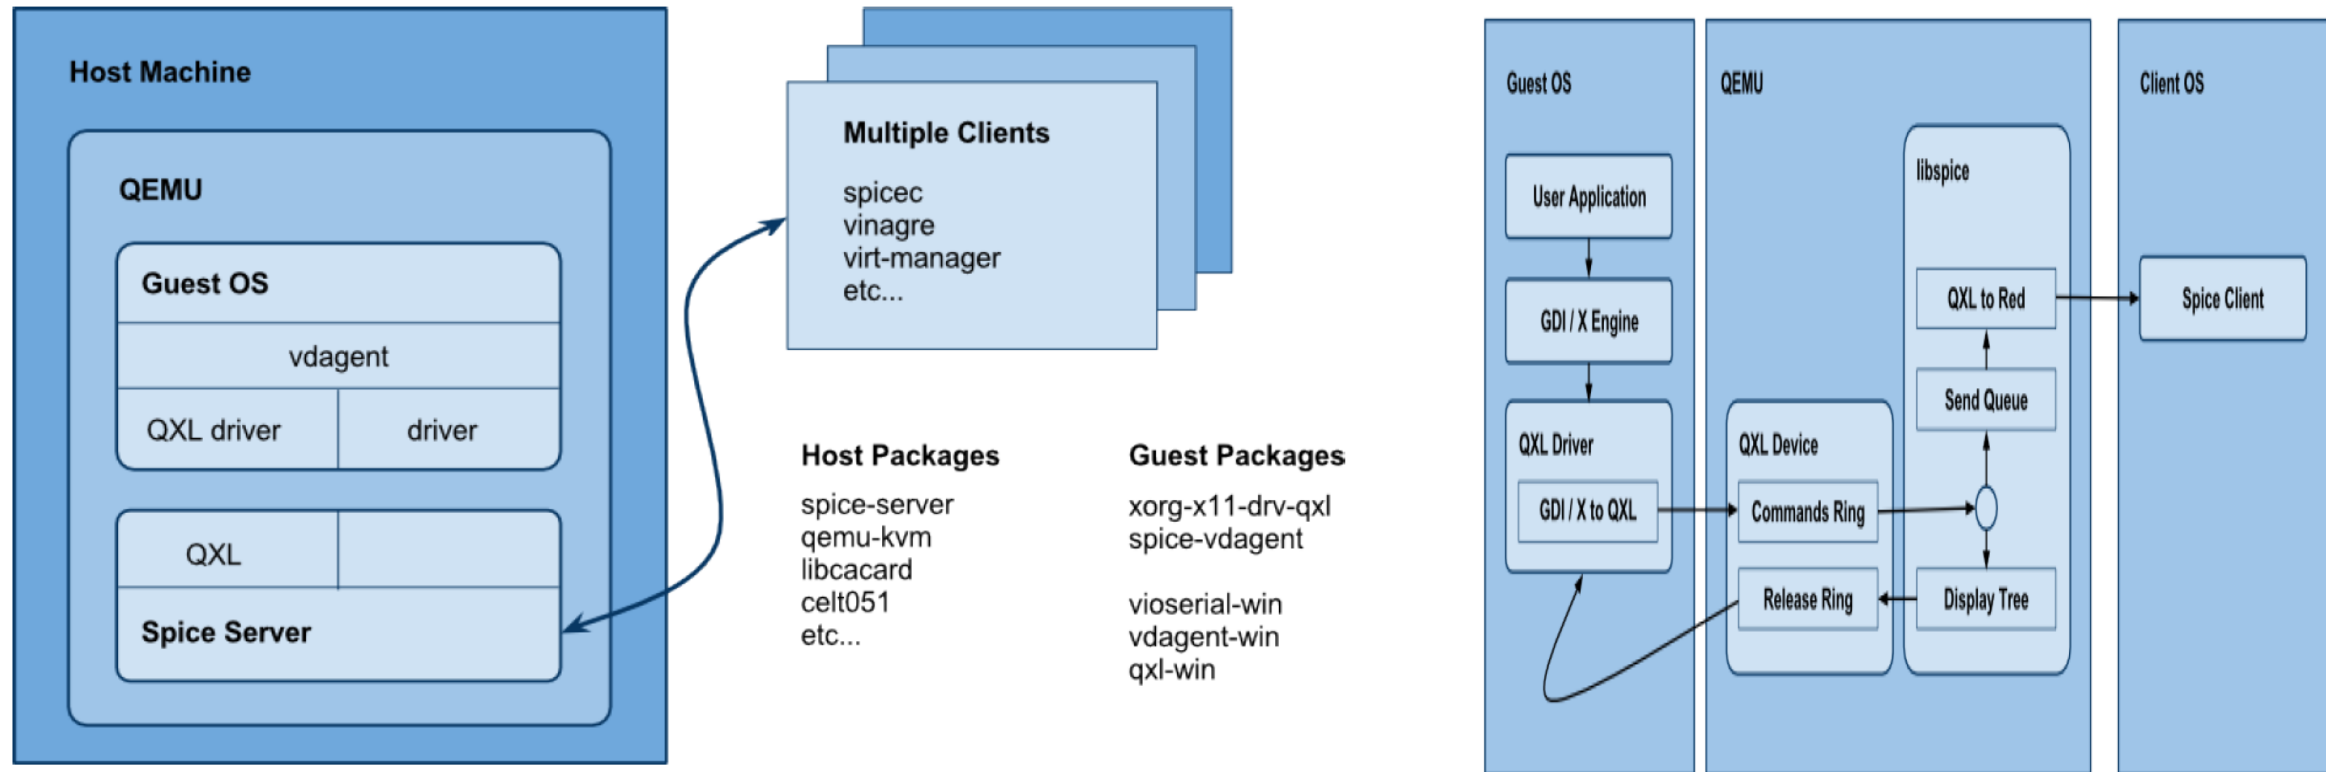 Host Machine
QEMU
Guest OS
vdagent
QXL driver
driver
QXL
Spice Server
Multiple Clients
spicec
vinagre
virt-manager
etc...
Host Packages
spice-server
qemu-kvm
libcacard
celt051
etc...
Guest Packages
xorg-x11-drv-qxl
spice-vdagent
vioserial-win
vdagent-win
qxl-win
Guest OS
User Application
GDI / X Engine
QXL Driver
GDI / X to QXL
QEMU
QXL Device
Commands Ring
Release Ring
libspice
QXL to Red
Send Queue
Display Tree
Client OS
Spice Client